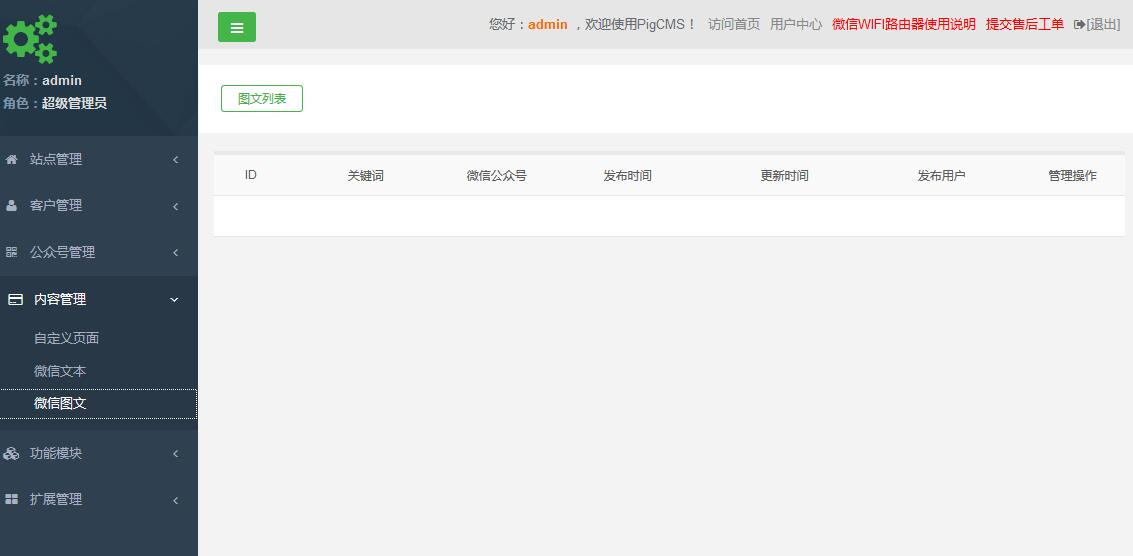 您好：admin ，欢迎使用PigCMS！ 访问首页 用户中心 微信WIFI路由器使用说明 提交售后工单 [退出]
名称：admin
角色：超级管理员
站点管理
客户管理
公众号管理
内容管理
自定义页面
微信文本
微信图文
功能模块
扩展管理
图文列表
ID 关键词 微信公众号 发布时间 更新时间 发布用户 管理操作